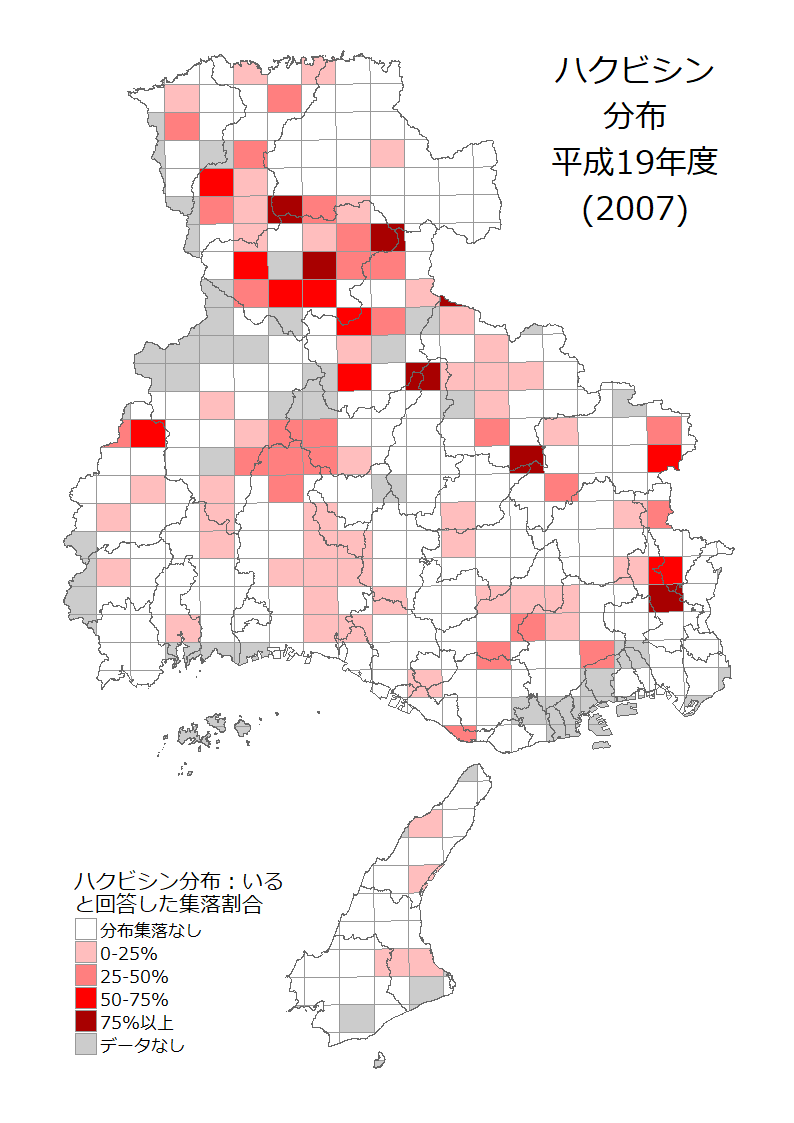 ハクビシン
分布
平成19年度
(2007)
ハクビシン分布：いる
と回答した集落割合
分布集落なし
0-25%
25-50%
50-75%
75%以上
データなし